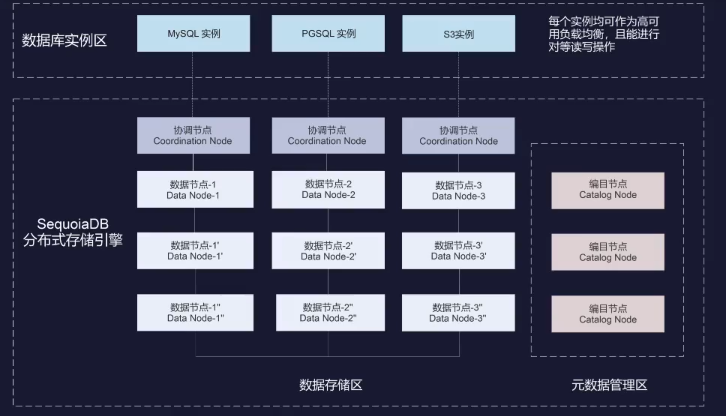 数据库实例区
MySQL 实例
PGSQL 实例
S3实例
每个实例均可作为高可
用负载均衡，且能进行
对等读写操作
协调节点
Coordination Node
协调节点
Coordination Node
协调节点
Coordination Node
数据节点-1
Data Node-1
数据节点-2
Data Node-2
数据节点-3
Data Node-3
编目节点
Catalog Node
SequoiaDB
分布式存储引擎
数据节点-1'
Data Node-1'
数据节点-2'
Data Node-2'
数据节点-3'
Data Node-3'
编目节点
Catalog Node
数据节点-1"
Data Node-1"
数据节点-2"
Data Node-2"
数据节点-3"
Data Node-3"
编目节点
Catalog Node
数据存储区
元数据管理区